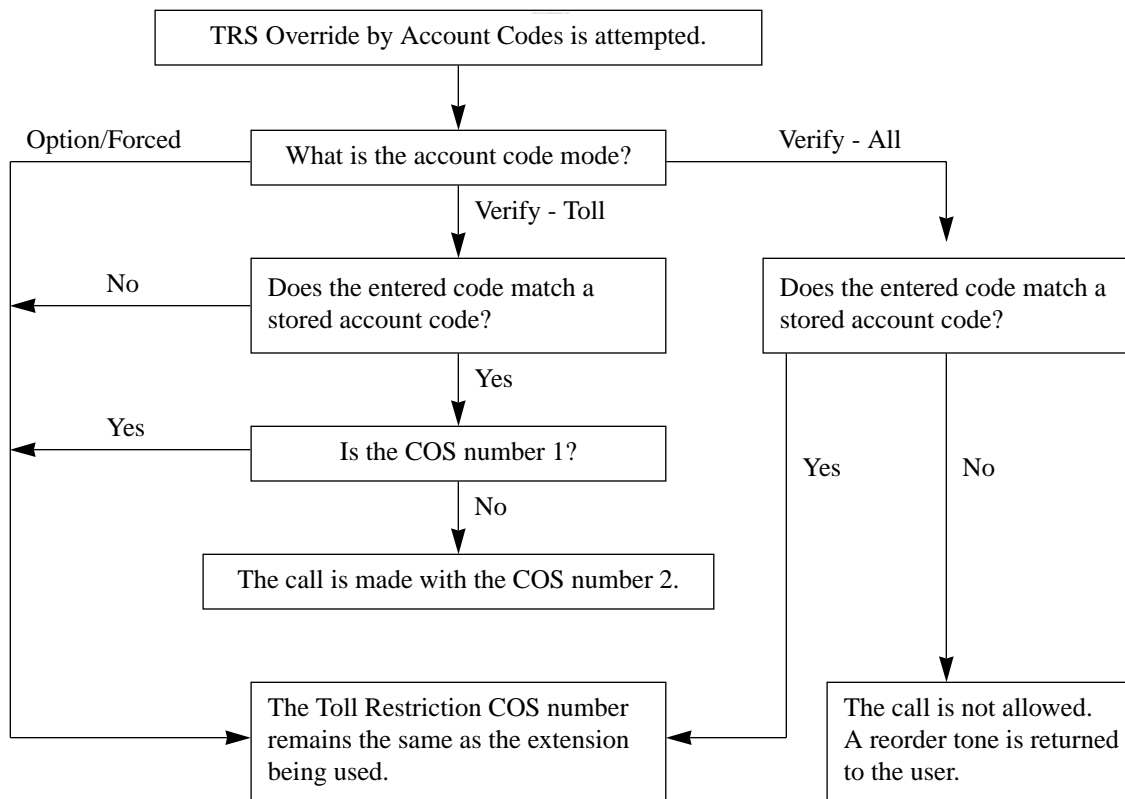 TRS Override by Account Codes is attempted.
Option/Forced
What is the account code mode?
Verify - All
Verify - Toll
No
Does the entered code match a
stored account code?
Does the entered code match a
stored account code?
Yes
Yes
Is the COS number 1?
Yes
No
No
The call is made with the COS number 2.
The Toll Restriction COS number
remains the same as the extension
being used.
The call is not allowed.
A reorder tone is returned
to the user.